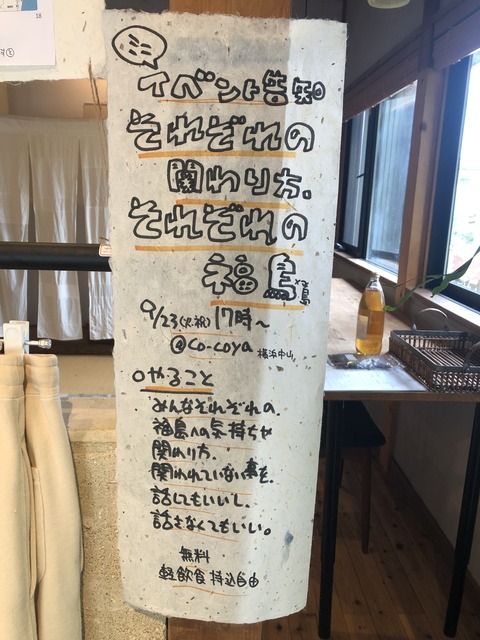 イベント告知
それぞれの
関わり方、
それぞれの
福島
9/23(火・祝)17時〜
@co-coya 横浜中山
○やること
みんなそれぞれの、
福島への気持ちや
関わり方、
関われていない事を、
話してもいいし、
話さなくてもいい。
無料
軽飲食持込自由
18